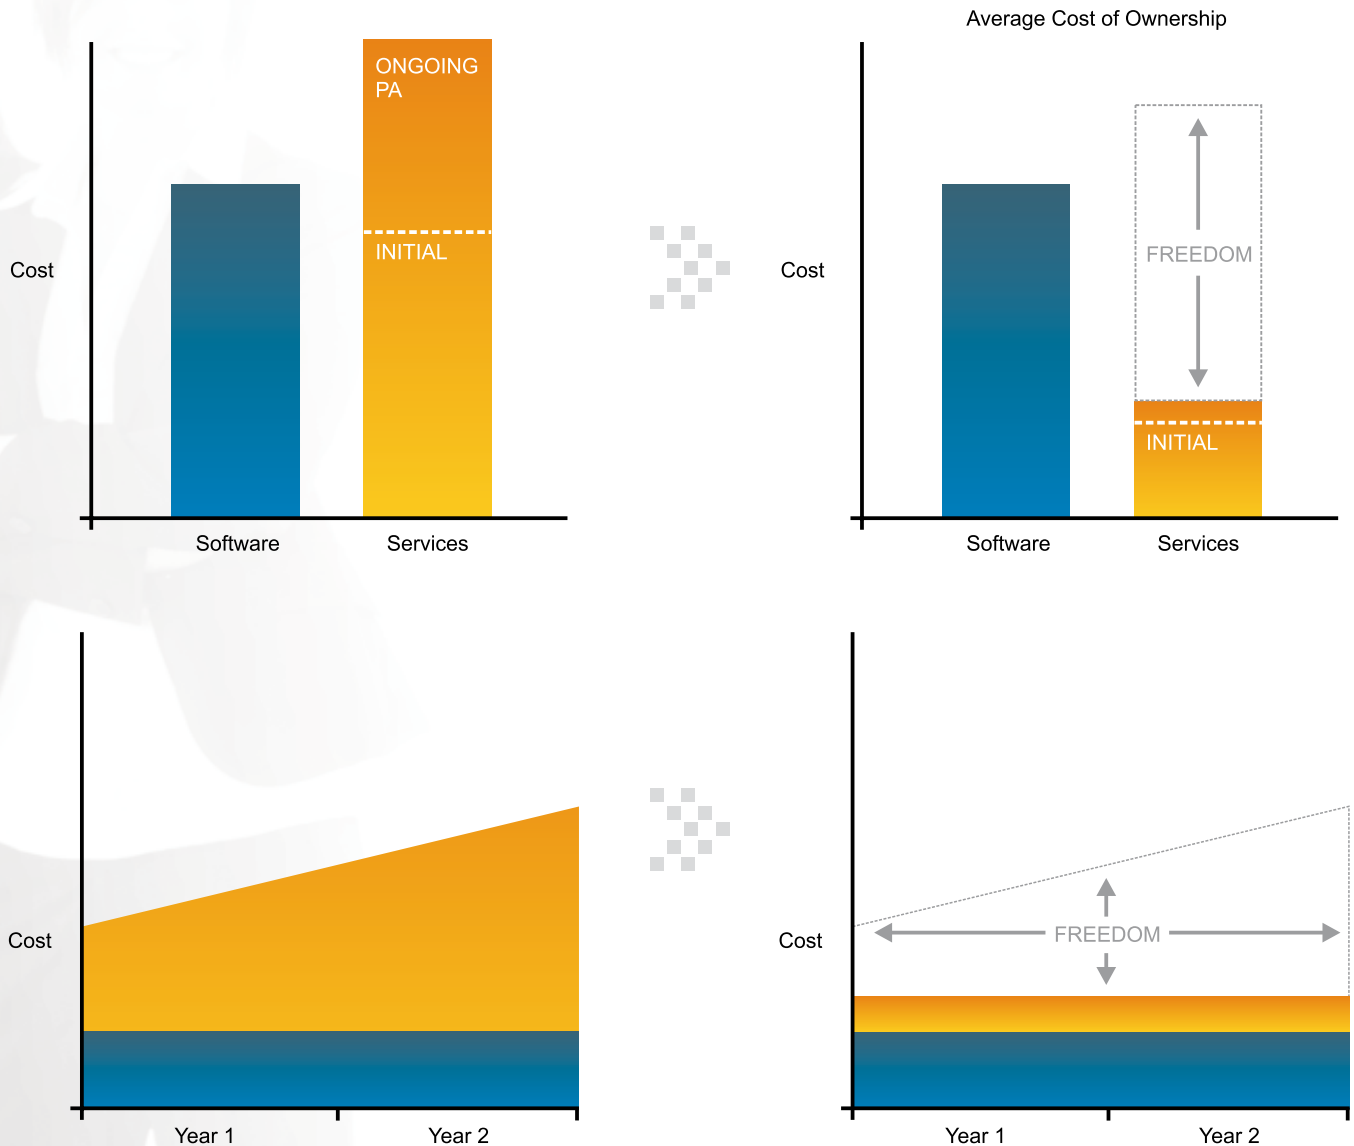 Average Cost of Ownership
ONGOING
PA
INITIAL
Cost
Software
Services
FREEDOM
INITIAL
Cost
Software
Services
Cost
Year 1
Year 2
FREEDOM
Cost
Year 1
Year 2